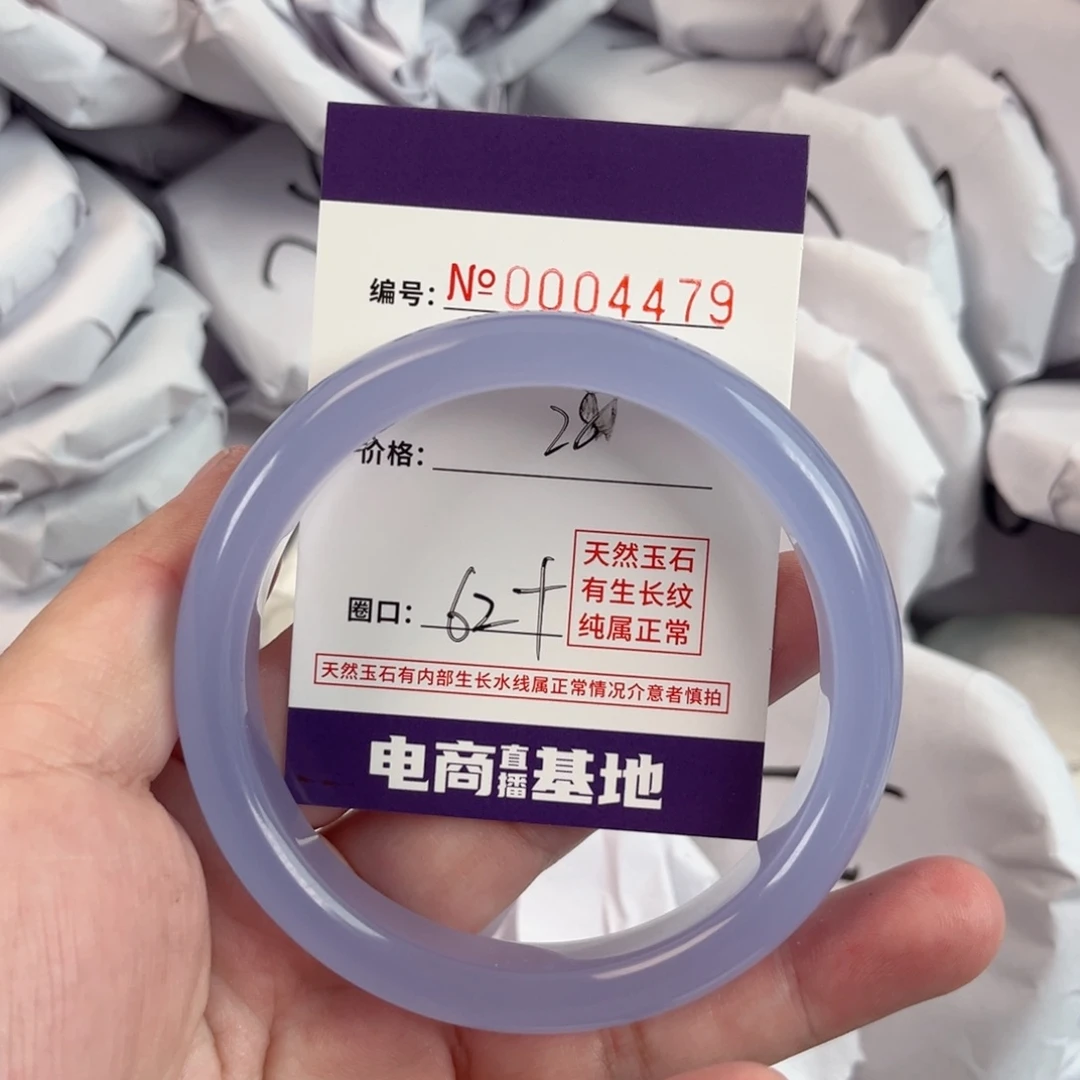 编号: №0004479
价格: 28
圈口: 62+
天然玉石
有生长纹
纯属正常
天然玉石有内部生长水线属正常情况介意者慎拍
电商直播基地